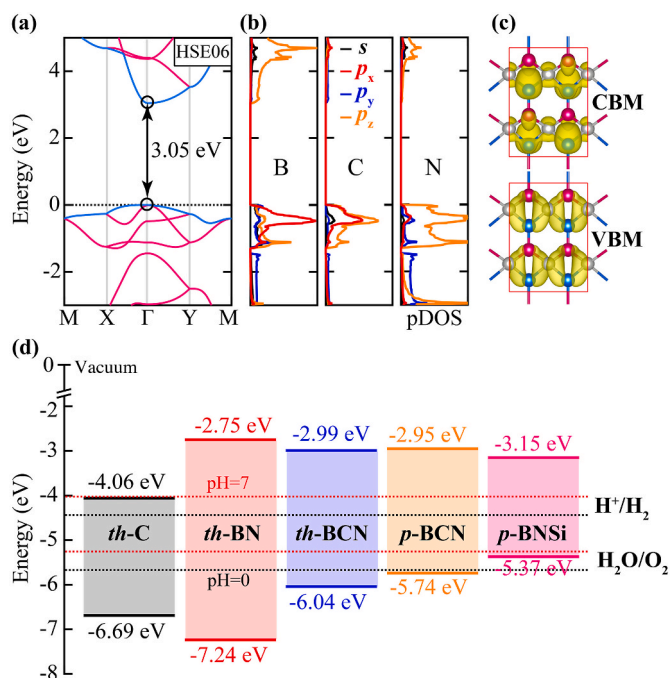 (a)
(b)
(c)
HSE06
Energy (eV)
4
2
0
-2
3.05 eV
M X Γ Y M
s
px
py
pz
B
C
N
pDOS
CBM
VBM
(d)
Energy (eV)
0
-2
-3
-4
-5
-6
-7
-8
Vacuum
-4.06 eV
th-C
-6.69 eV
-2.75 eV
pH=7
th-BN
pH=0
-7.24 eV
-2.99 eV
th-BCN
-6.04 eV
-2.95 eV
p-BCN
-5.74 eV
-3.15 eV
p-BNSi
-5.37 eV
H⁺/H₂
H₂O/O₂